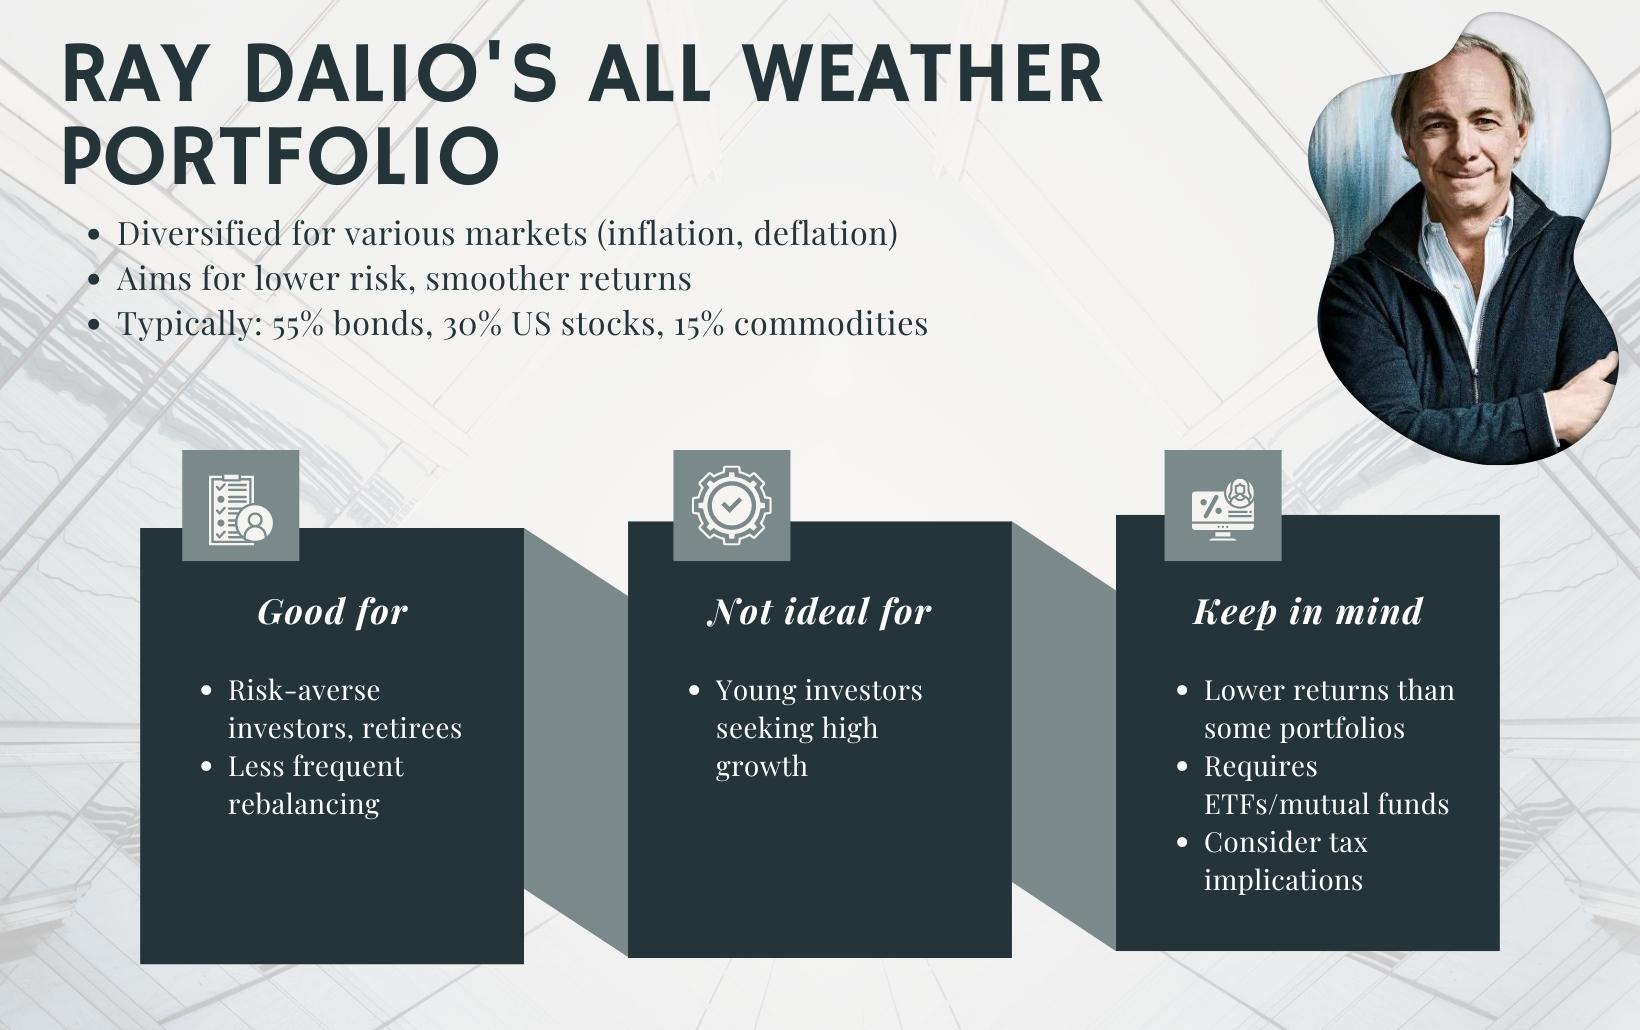 RAY DALIO'S ALL WEATHER
PORTFOLIO
• Diversified for various markets (inflation, deflation)
• Aims for lower risk, smoother returns
• Typically: 55% bonds, 30% US stocks, 15% commodities
Good for
• Risk-averse
investors, retirees
• Less frequent
rebalancing
Not ideal for
• Young investors
seeking high
growth
Keep in mind
• Lower returns than
some portfolios
• Requires
ETFs/mutual funds
• Consider tax
implications